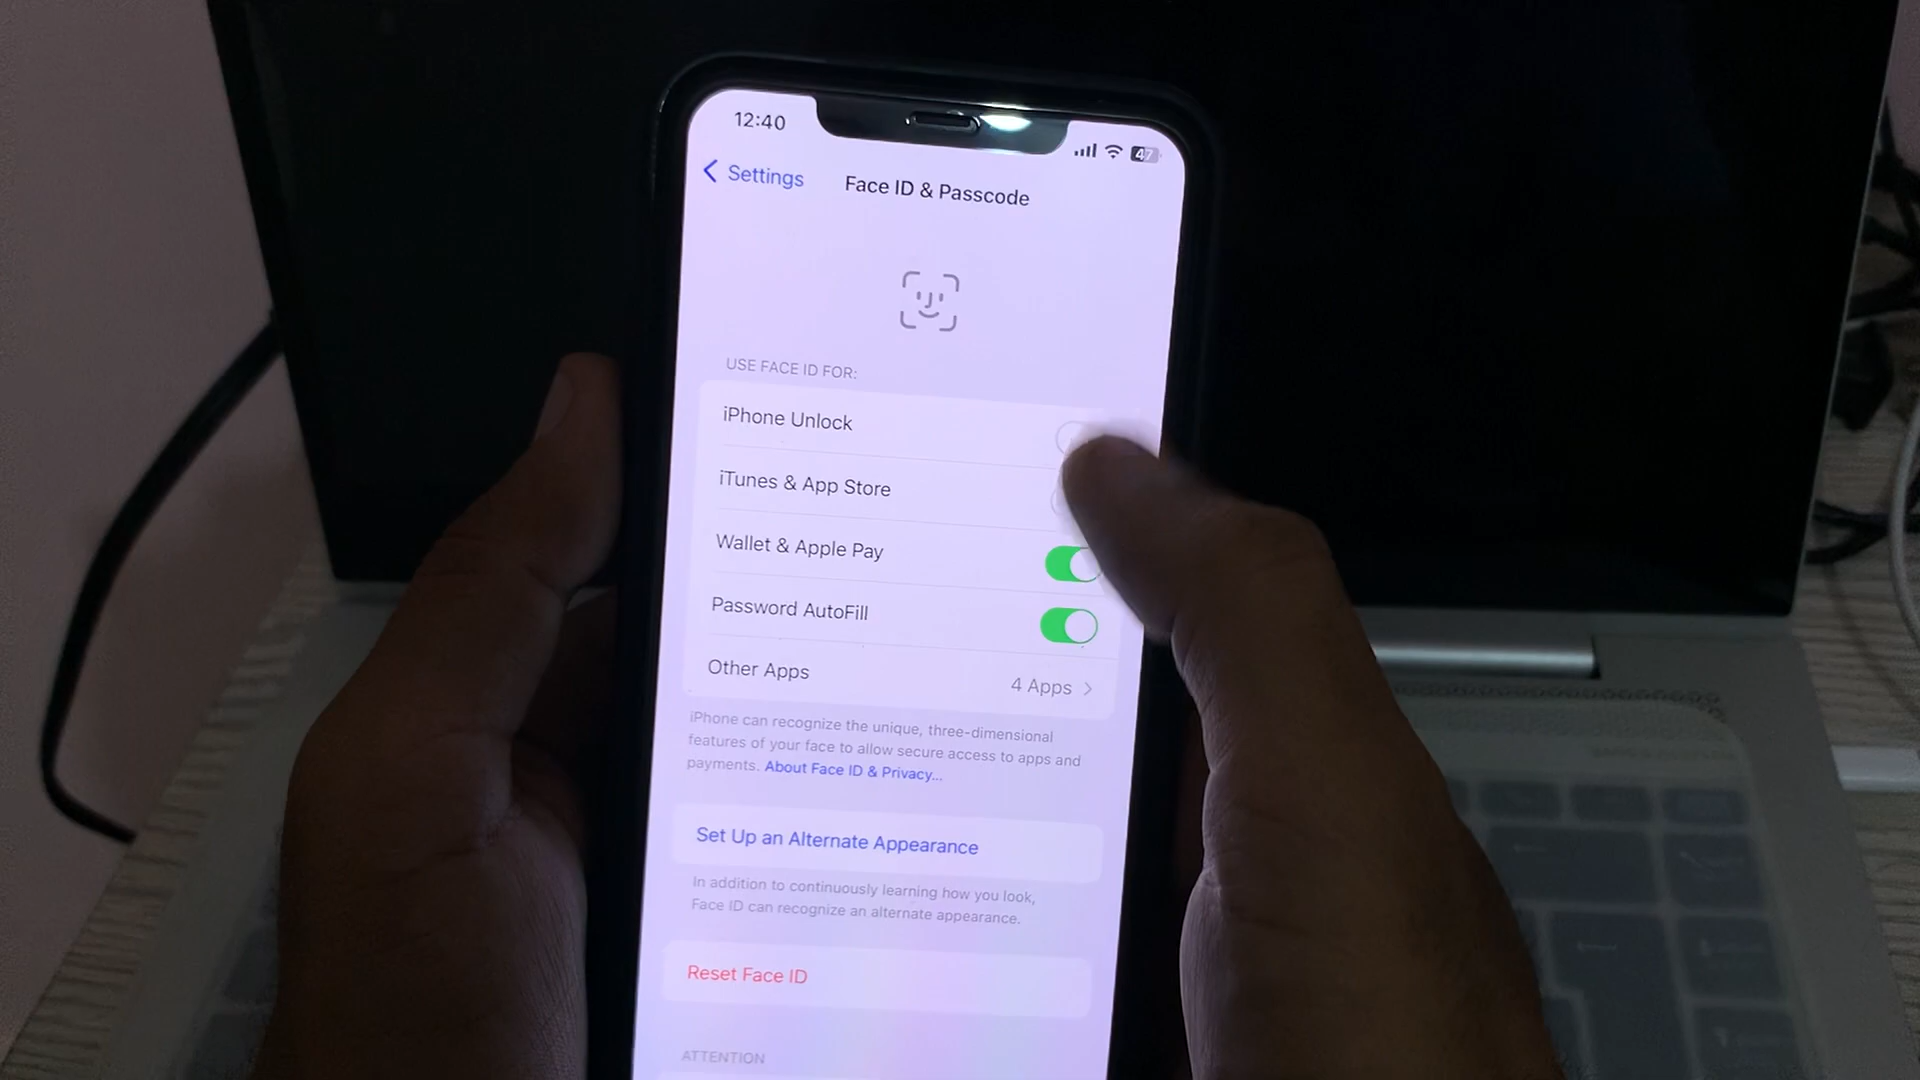 12:40
47
Settings
Face ID & Passcode
USE FACE ID FOR:
iPhone Unlock
iTunes & App Store
Wallet & Apple Pay
Password AutoFill
Other Apps
4 Apps
iPhone can recognize the unique, three-dimensional
features of your face to allow secure access to apps and
payments. About Face ID & Privacy...
Set Up an Alternate Appearance
In addition to continuously learning how you look,
Face ID can recognize an alternate appearance.
Reset Face ID
ATTENTION